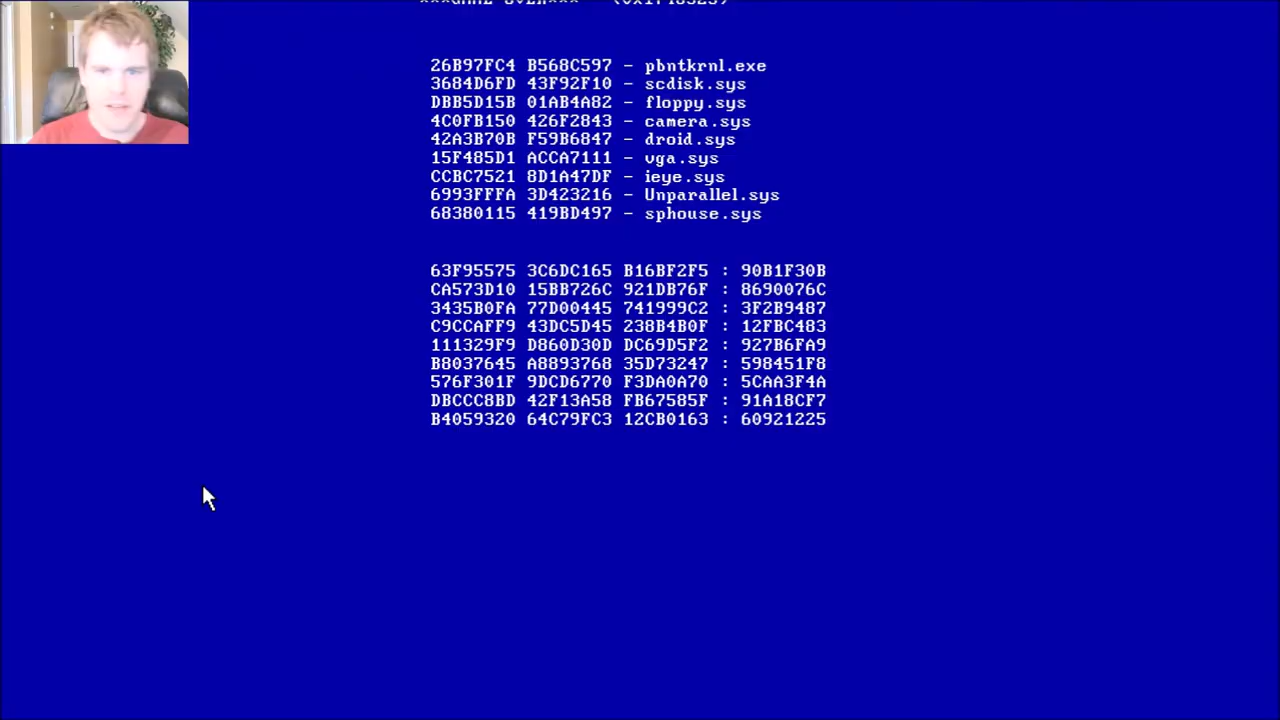 ***GAME OVER***
26B97FC4 B568C597 - pbntkrnl.exe
3684D6FD 43F92F10 - scdisk.sys
DBB5D15B 01AB4A82 - floppy.sys
4C0FB150 426F2843 - camera.sys
42A3B70B F59B6847 - droid.sys
15F485D1 ACCA7111 - vga.sys
CCBC7521 8D1A47DF - ieye.sys
6993FFFA 3D423216 - Unparallel.sys
68380115 419BD497 - sphouse.sys
63F95575 3C6DC165 B16BF2F5 : 90B1F30B
CA573D10 15BB726C 921DB76F : 8690076C
3435B0FA 77D00445 741999C2 : 3F2B9487
C9CCAFF9 43DC5D45 238B4B0F : 12FBC483
111329F9 D860D30D DC69D5F2 : 927B6FA9
B8037645 A8893768 35D73247 : 598451F8
576F301F 9DCD6770 F3DA0A70 : 5CAA3F4A
DBCCC8BD 42F13A58 FB67585F : 91A18CF7
B4059320 64C79FC3 12CB0163 : 60921225